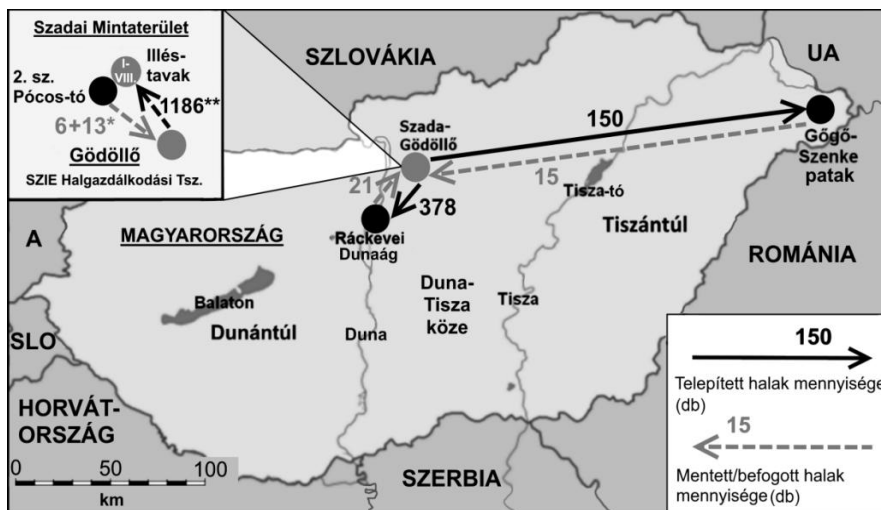 Szadai Mintaterület
2. sz.
Pócos-tó
I-
VIII.
Illés-
tavak
1186**
6+13*
Gödöllő
SZIE Halgazdálkodási Tsz.
SZLOVÁKIA
UA
Szada-
Gödöllő
150
15
Gőgő-
Szenke
patak
Tisza-tó
21
378
A
MAGYARORSZÁG
Ráckevei
Dunaág
Tiszántúl
ROMÁNIA
Balaton
Dunántúl
Duna
Duna-
Tisza
köze
Tisza
SLO
HORVÁT-
ORSZÁG
SZERBIA
0 50 100
km
150
Telepített halak mennyisége
(db)
15
Mentett/befogott halak
mennyisége (db)